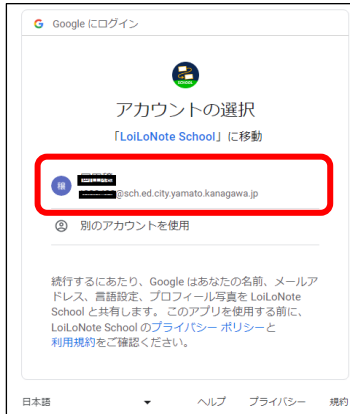 Google にログイン
SCHOOL
アカウントの選択
「LoiLoNote School」に移動
@sch.ed.city.yamato.kanagawa.jp
別のアカウントを使用
続行するにあたり、Google はあなたの名前、メールア
ドレス、言語設定、プロフィール写真を LoiLoNote
School と共有します。このアプリを使用する前に、
LoiLoNote School のプライバシー ポリシーと
利用規約をご確認ください。
日本語 ヘルプ プライバシー 規約